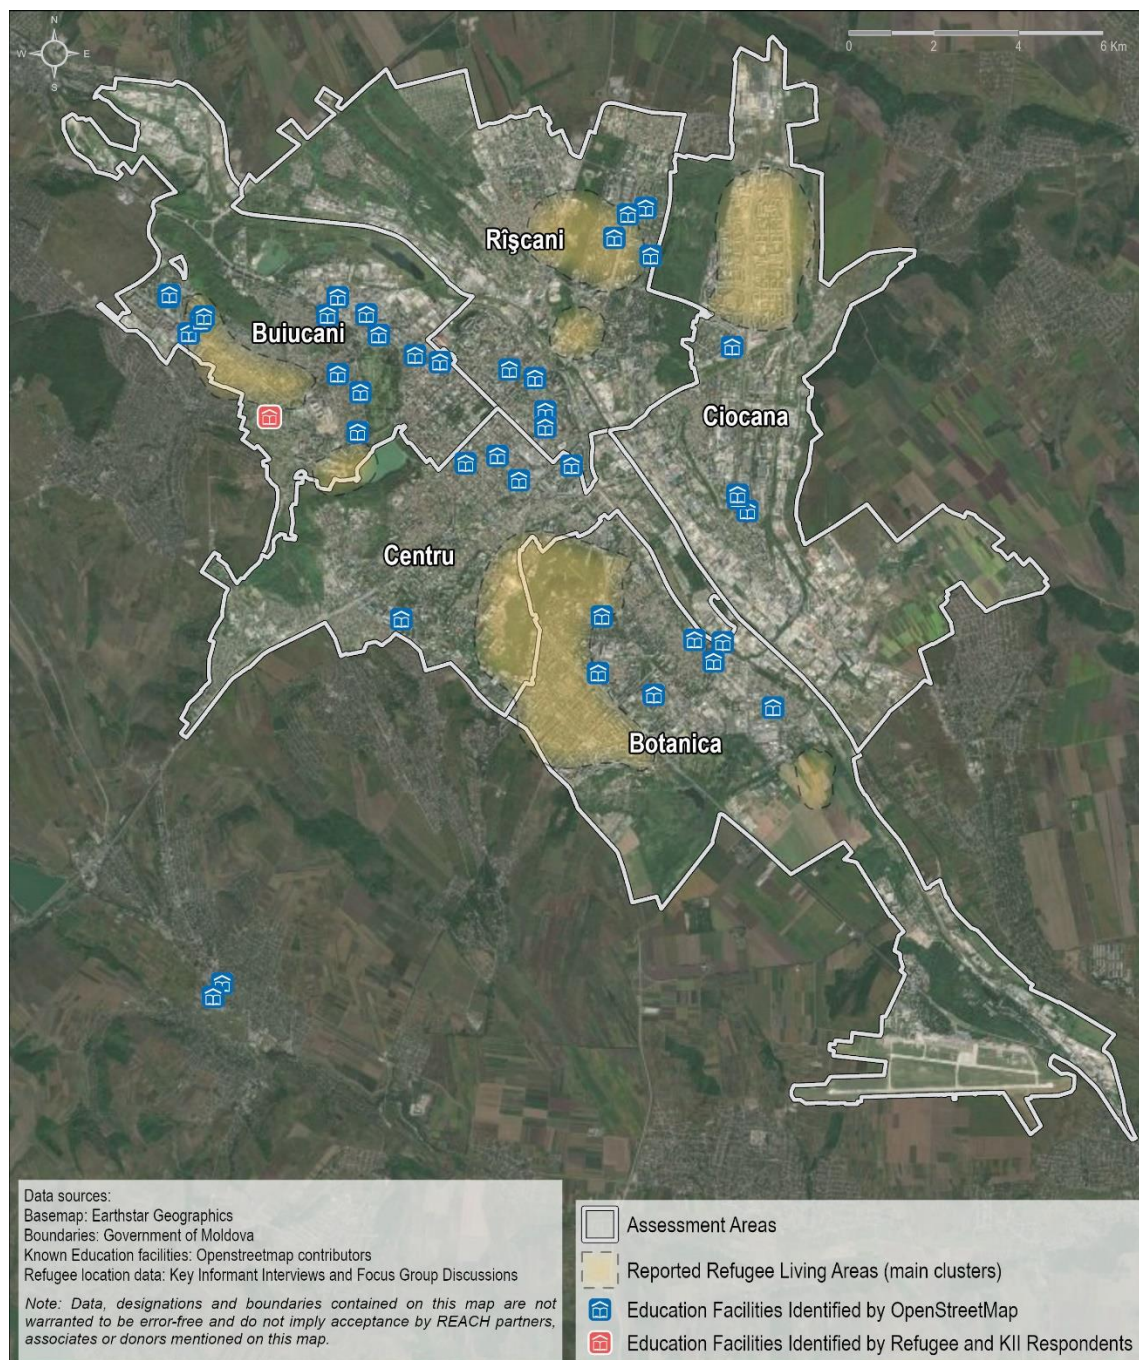 N
W E
S
0 2 4 6 Km
Rîşcani
Buiucani
Ciocana
Centru
Botanica
Data sources:
Basemap: Earthstar Geographics
Boundaries: Government of Moldova
Known Education facilities: Openstreetmap contributors
Refugee location data: Key Informant Interviews and Focus Group Discussions
Note: Data, designations and boundaries contained on this map are not
warranted to be error-free and do not imply acceptance by REACH partners,
associates or donors mentioned on this map.
Assessment Areas
Reported Refugee Living Areas (main clusters)
Education Facilities Identified by OpenStreetMap
Education Facilities Identified by Refugee and KII Respondents